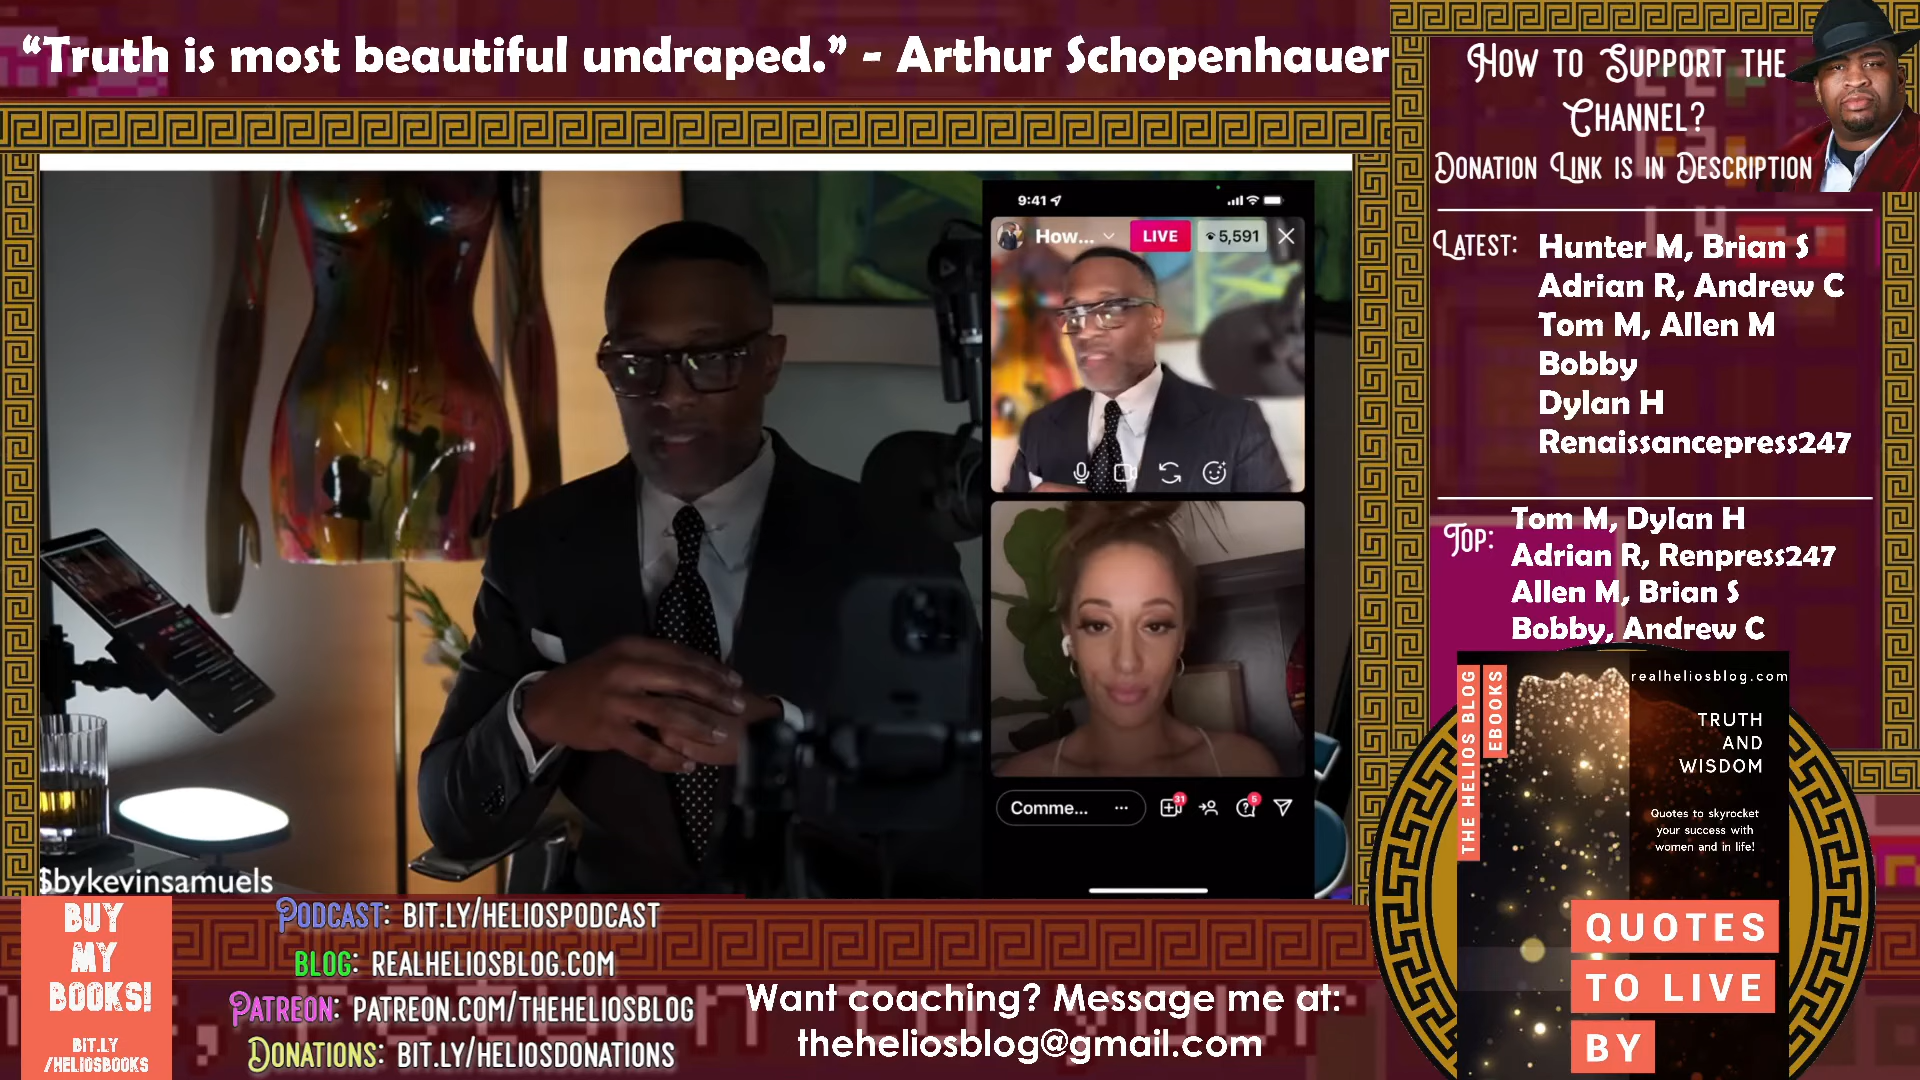 “Truth is most beautiful undraped.” - Arthur Schopenhauer
How to Support the
Channel?
Donation Link is in Description
Latest:
Hunter M, Brian S
Adrian R, Andrew C
Tom M, Allen M
Bobby
Dylan H
Renaissancepress247
Top:
Tom M, Dylan H
Adrian R, Renpress247
Allen M, Brian S
Bobby, Andrew C
9:41
How...
LIVE
5,591
Comme...
31
5
$bykevinsamuels
THE HELIOS BLOG
EBOOKS
realheliosblog.com
TRUTH
AND
WISDOM
Quotes to skyrocket
your success with
women and in life!
QUOTES
TO LIVE
BY
BUY
MY
BOOKS!
BIT.LY
/HELIOSBOOKS
Podcast: bit.ly/heliospodcast
Blog: realheliosblog.com
Patreon: patreon.com/theheliosblog
Donations: bit.ly/heliosdonations
Want coaching? Message me at:
theheliosblog@gmail.com